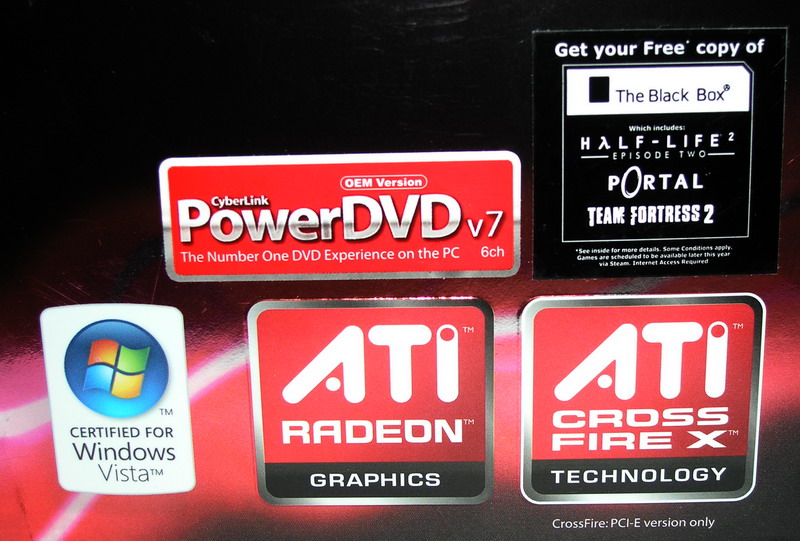 Get your Free* copy of
The Black Box®
Which includes:
HλLF-LIFE 2
EPISODE TWO
PORTAL
TEAM FORTRESS 2
*See inside for more details. Some Conditions apply.
Games are scheduled to be available later this year
via Steam. Internet Access Required
OEM Version
CyberLink
PowerDVD v7
The Number One DVD Experience on the PC 6ch
TM
CERTIFIED FOR
Windows
Vista™
ATI™
RADEON™
GRAPHICS
ATI™
CROSS
FIRE X™
TECHNOLOGY
CrossFire: PCI-E version only